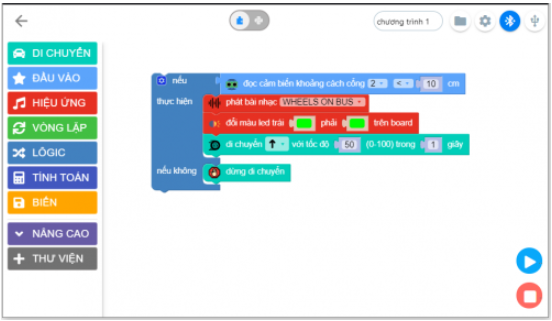 chương trình 1
DI CHUYỂN
ĐẦU VÀO
HIỆU ỨNG
VÒNG LẶP
LÔGIC
TÍNH TOÁN
BIẾN
NÂNG CAO
THƯ VIỆN
nếu đọc cảm biến khoảng cách cổng 2 < 10 cm
thực hiện phát bài nhạc WHEELS ON BUS
đổi màu led trái phải trên board
di chuyển ↑ với tốc độ 50 (0-100) trong 1 giây
nếu không dừng di chuyển